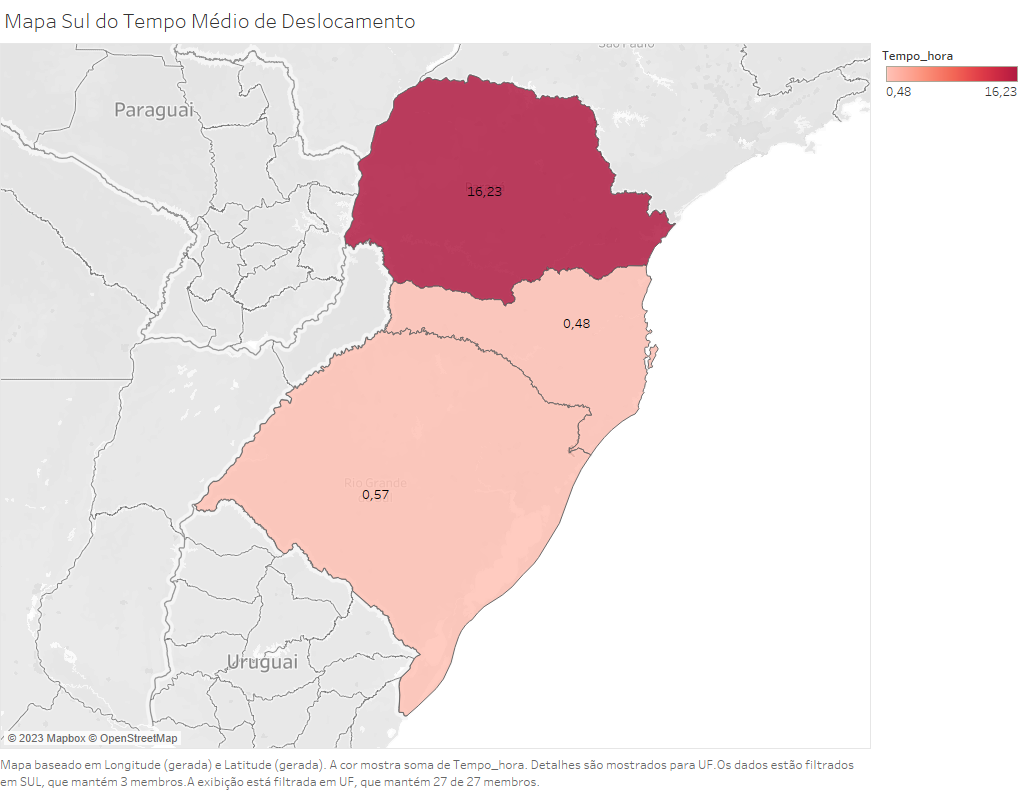 Mapa Sul do Tempo Médio de Deslocamento
São Paulo
Tempo_hora
0,48
16,23
Paraguai
16,23
0,48
Rio Grande
0,57
Uruguai
© 2023 Mapbox © OpenStreetMap
Mapa baseado em Longitude (gerada) e Latitude (gerada). A cor mostra soma de Tempo_hora. Detalhes são mostrados para UF.Os dados estão filtrados
em SUL, que mantém 3 membros.A exibição está filtrada em UF, que mantém 27 de 27 membros.